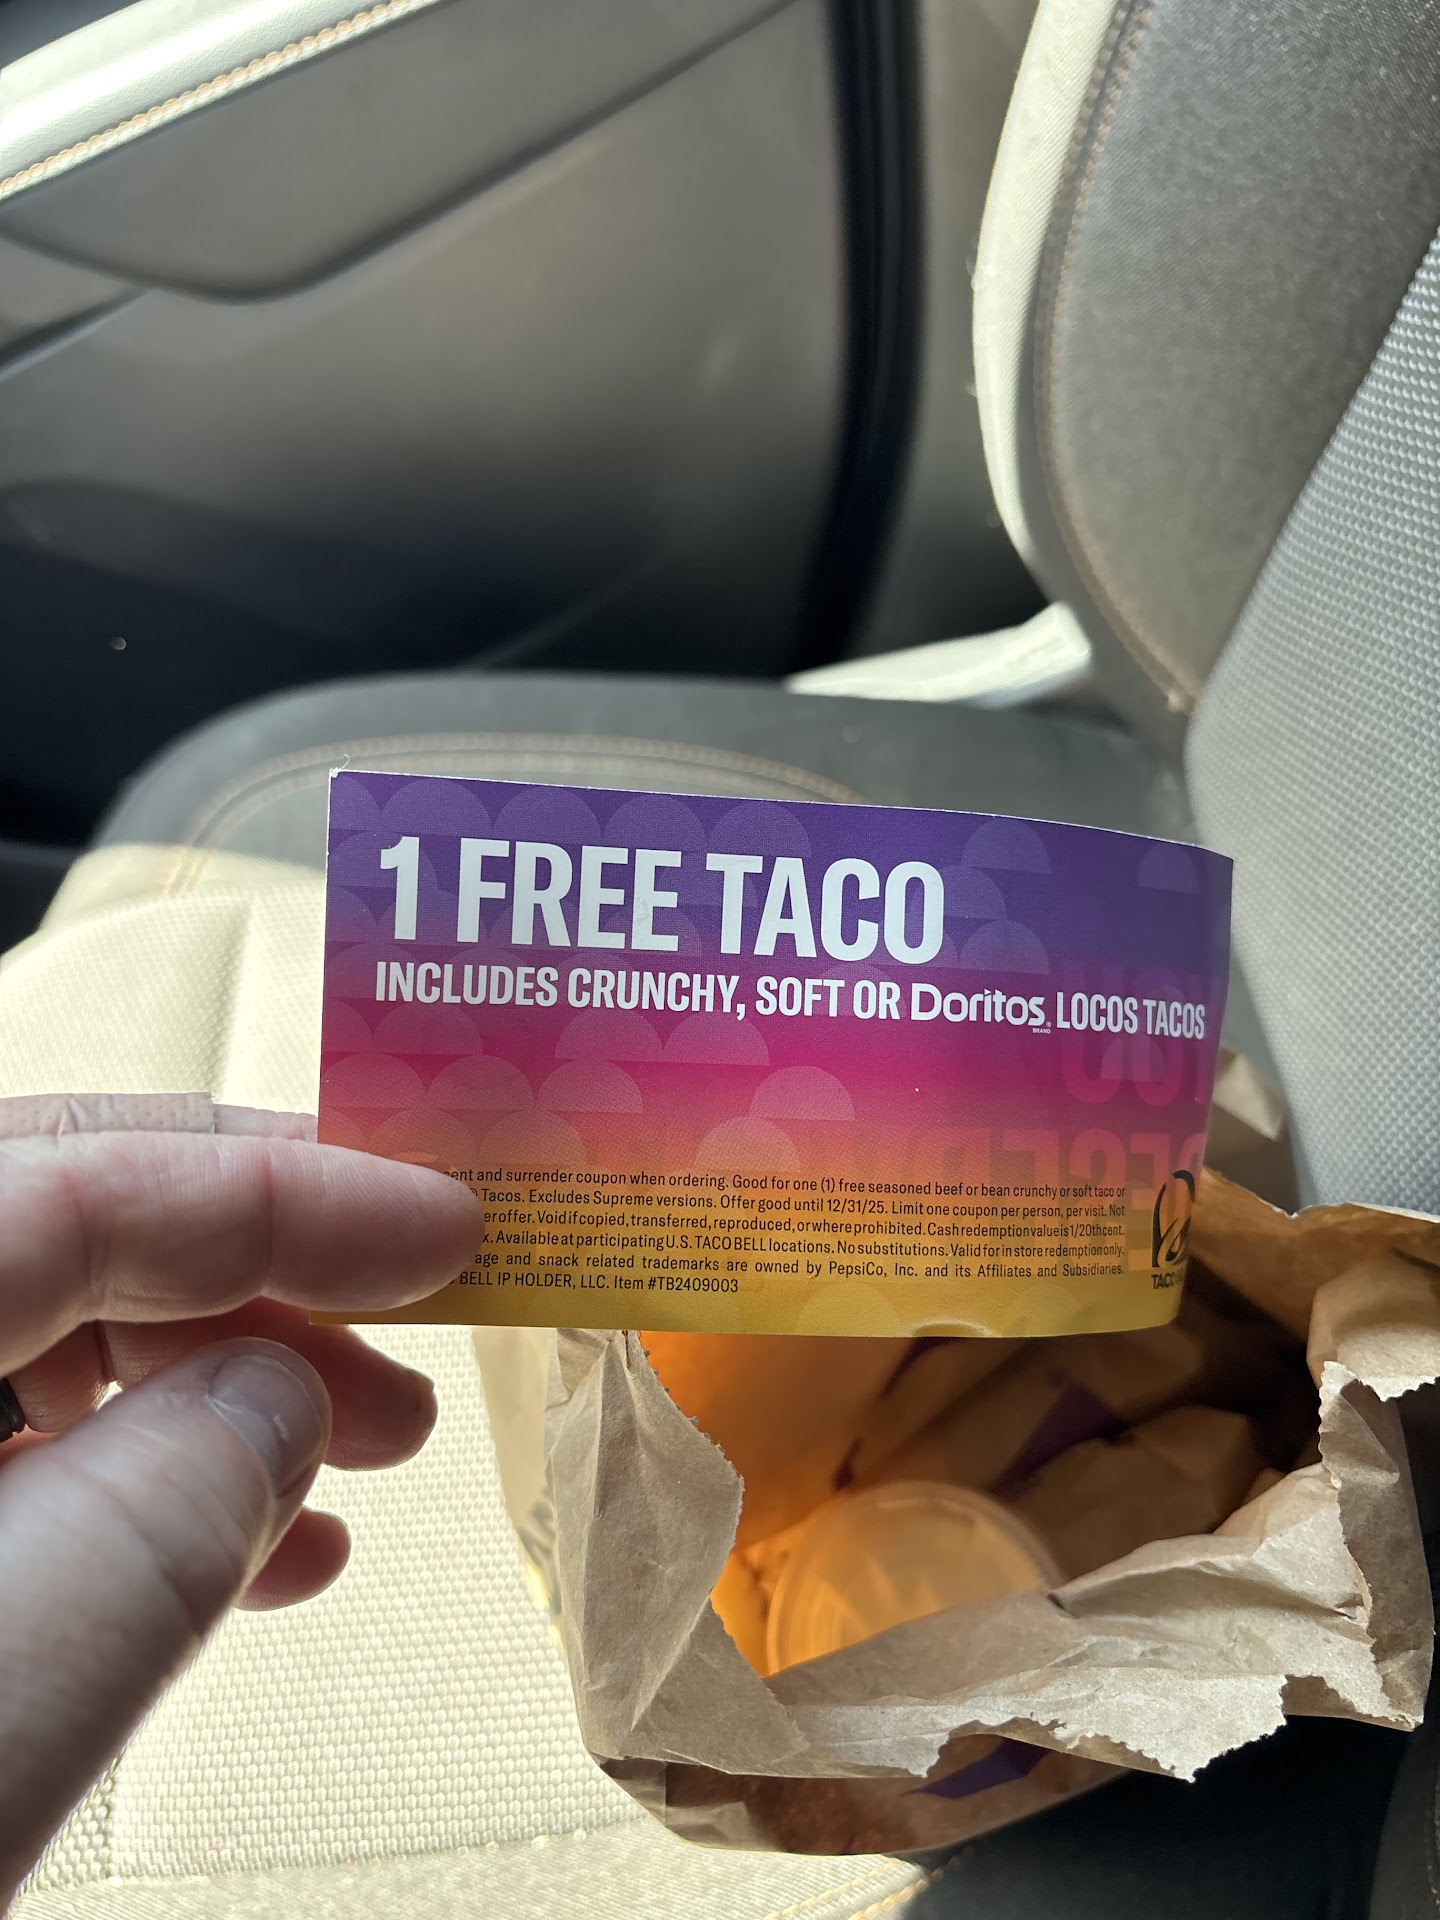 1 FREE TACO
INCLUDES CRUNCHY, SOFT OR Doritos® LOCOS TACOS
BRAND
and surrender coupon when ordering. Good for one (1) free seasoned beef or bean crunchy or soft taco or
® Tacos. Excludes Supreme versions. Offer good until 12/31/25. Limit one coupon per person, per visit. Not
offer. Void if copied, transferred, reproduced, or where prohibited. Cash redemption value is 1/20th cent.
Available at participating U.S. TACO BELL locations. No substitutions. Valid for in store redemption only.
and snack related trademarks are owned by PepsiCo, Inc. and its Affiliates and Subsidiaries.
BELL IP HOLDER, LLC. Item #TB2409003
TACO